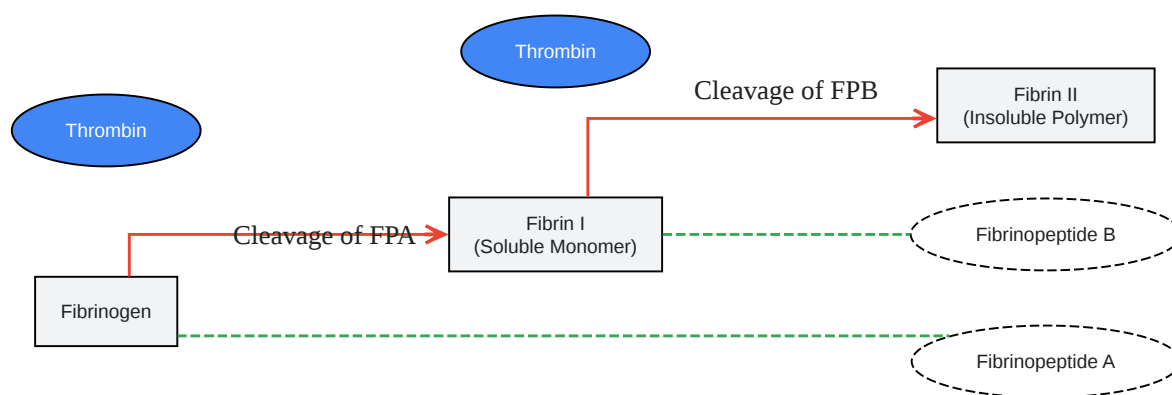 Thrombin
Thrombin
Cleavage of FPB
Fibrin II
(Insoluble Polymer)
Cleavage of FPA
Fibrin I
(Soluble Monomer)
Fibrinopeptide B
Fibrinogen
Fibrinopeptide A